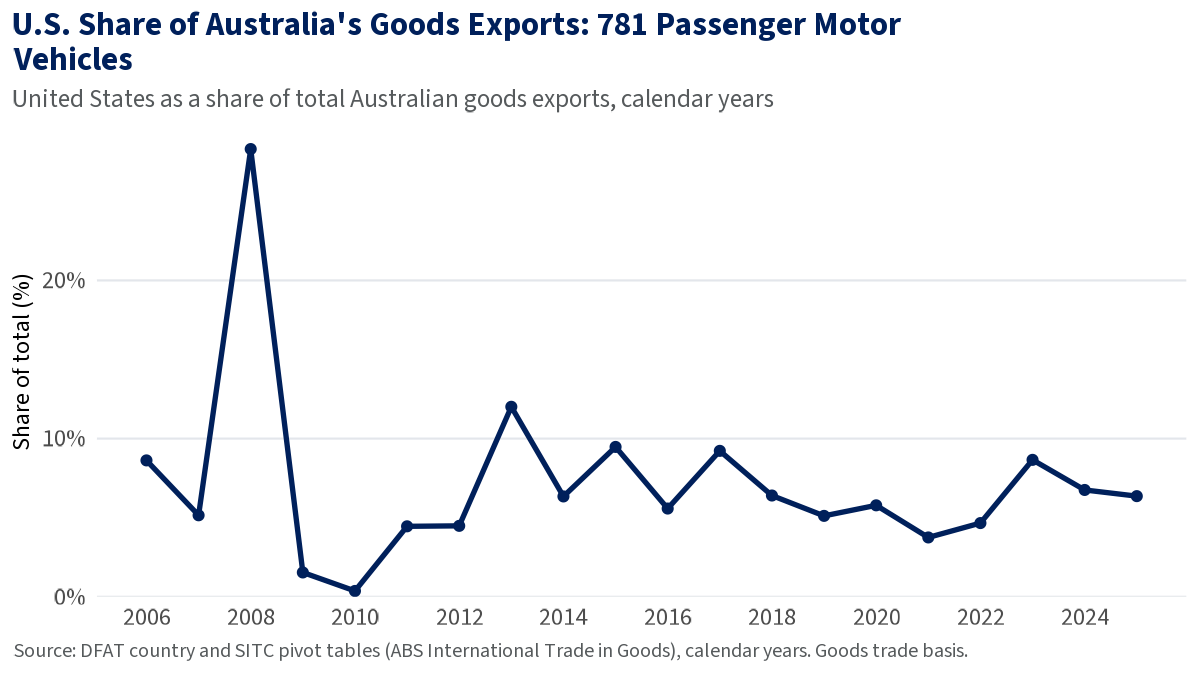 U.S. Share of Australia's Goods Exports: 781 Passenger Motor
Vehicles
United States as a share of total Australian goods exports, calendar years
Share of total (%)
20%
10%
0%
2006 2008 2010 2012 2014 2016 2018 2020 2022 2024
Source: DFAT country and SITC pivot tables (ABS International Trade in Goods), calendar years. Goods trade basis.